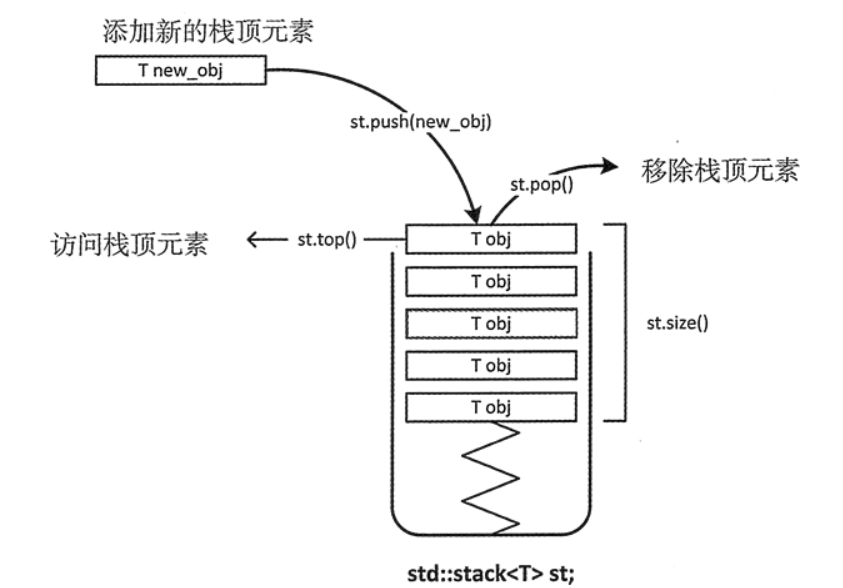 添加新的栈顶元素
T new_obj
st.push(new_obj)
st.pop()
移除栈顶元素
访问栈顶元素
st.top()
T obj
T obj
T obj
T obj
T obj
st.size()
std::stack<T> st;